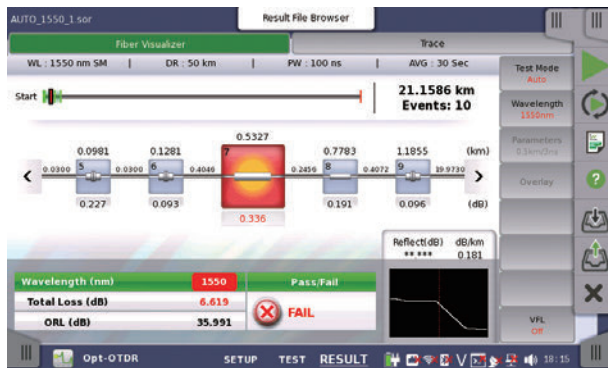 AUTO_1550_1.sor
Result File Browser
Fiber Visualizer
Trace
WL : 1550 nm SM | DR : 50 km | PW : 100 ns | AVG : 30 Sec
Start
21.1586 km
Events: 10
0.0981 0.1281 0.5327 0.7783 1.1855 (km)
0.0300 5 0.0300 6 0.4046 7 0.2456 8 0.4072 9 19.9730
0.227 0.093 0.336 0.191 0.096 (dB)
Reflect(dB) dB/km
**.*** 0.181
Wavelength (nm) 1550 Pass/Fail
Total Loss (dB) 6.619
FAIL
ORL (dB) 35.991
Test Mode
Auto
Wavelength
1550nm
Parameters
0.1km/3ns
Overlay
VFL
Off
Opt-OTDR
SETUP TEST RESULT
18:15